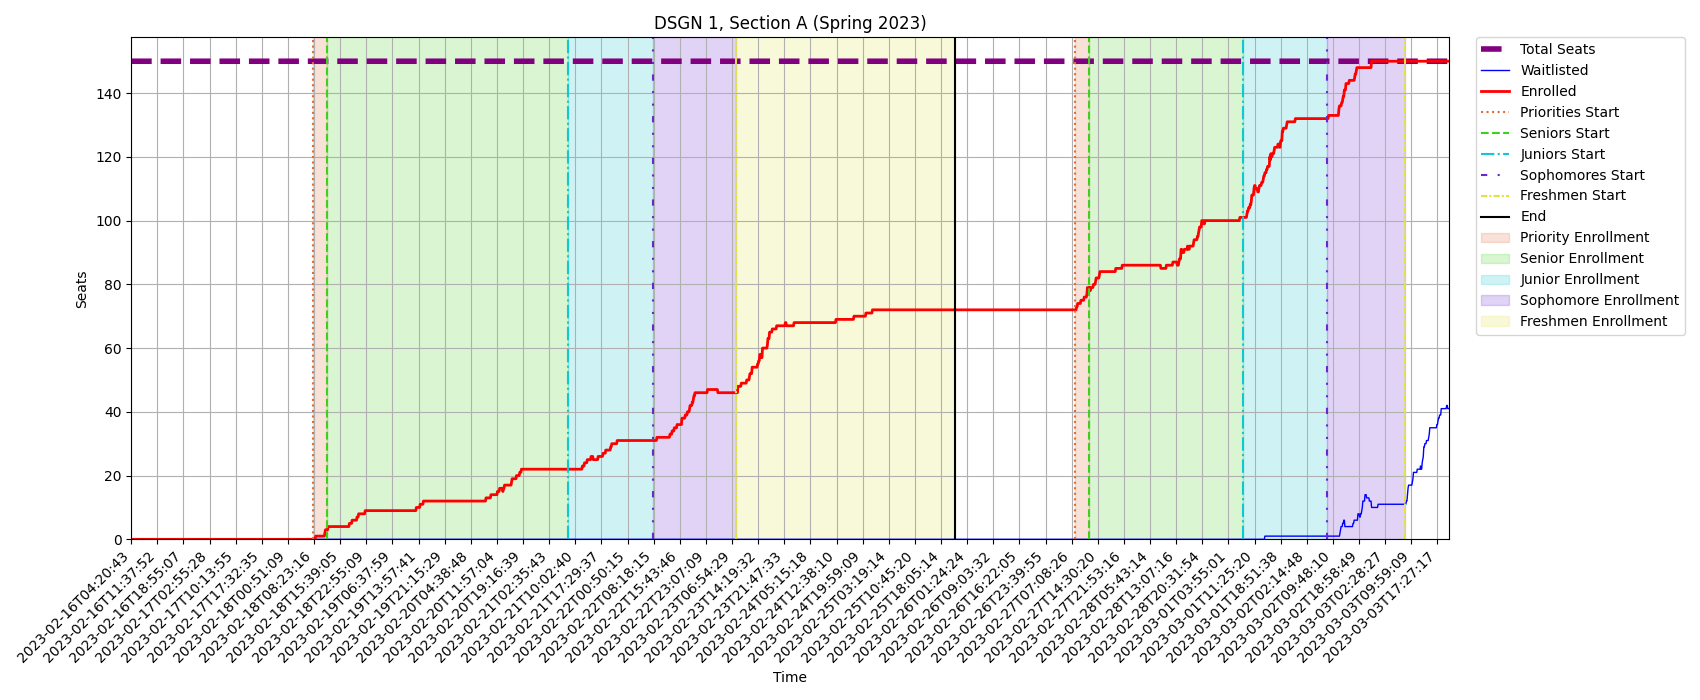 DSGN 1, Section A (Spring 2023)
Seats
0
20
40
60
80
100
120
140
2023-02-16T04:20:43
2023-02-16T11:37:52
2023-02-16T18:55:07
2023-02-17T02:55:28
2023-02-17T10:13:55
2023-02-17T17:32:35
2023-02-18T00:51:09
2023-02-18T08:23:16
2023-02-18T15:39:05
2023-02-18T22:55:09
2023-02-19T06:37:59
2023-02-19T13:57:41
2023-02-19T21:15:29
2023-02-20T04:38:48
2023-02-20T11:57:04
2023-02-20T19:16:39
2023-02-21T02:35:43
2023-02-21T10:02:40
2023-02-21T17:29:37
2023-02-22T00:50:15
2023-02-22T08:18:15
2023-02-22T15:43:46
2023-02-22T23:07:09
2023-02-23T06:54:29
2023-02-23T14:19:32
2023-02-23T21:47:33
2023-02-24T05:15:18
2023-02-24T12:38:10
2023-02-24T19:59:09
2023-02-25T03:19:14
2023-02-25T10:45:20
2023-02-25T18:05:14
2023-02-26T01:24:24
2023-02-26T09:03:32
2023-02-26T16:22:05
2023-02-26T23:39:55
2023-02-27T07:08:26
2023-02-27T14:30:20
2023-02-27T21:53:16
2023-02-28T05:43:14
2023-02-28T13:07:16
2023-02-28T20:31:54
2023-03-01T03:55:01
2023-03-01T11:25:20
2023-03-01T18:51:38
2023-03-02T02:14:48
2023-03-02T09:48:10
2023-03-02T18:58:49
2023-03-03T02:28:27
2023-03-03T09:59:09
2023-03-03T17:27:17
Time
Total Seats
Waitlisted
Enrolled
Priorities Start
Seniors Start
Juniors Start
Sophomores Start
Freshmen Start
End
Priority Enrollment
Senior Enrollment
Junior Enrollment
Sophomore Enrollment
Freshmen Enrollment